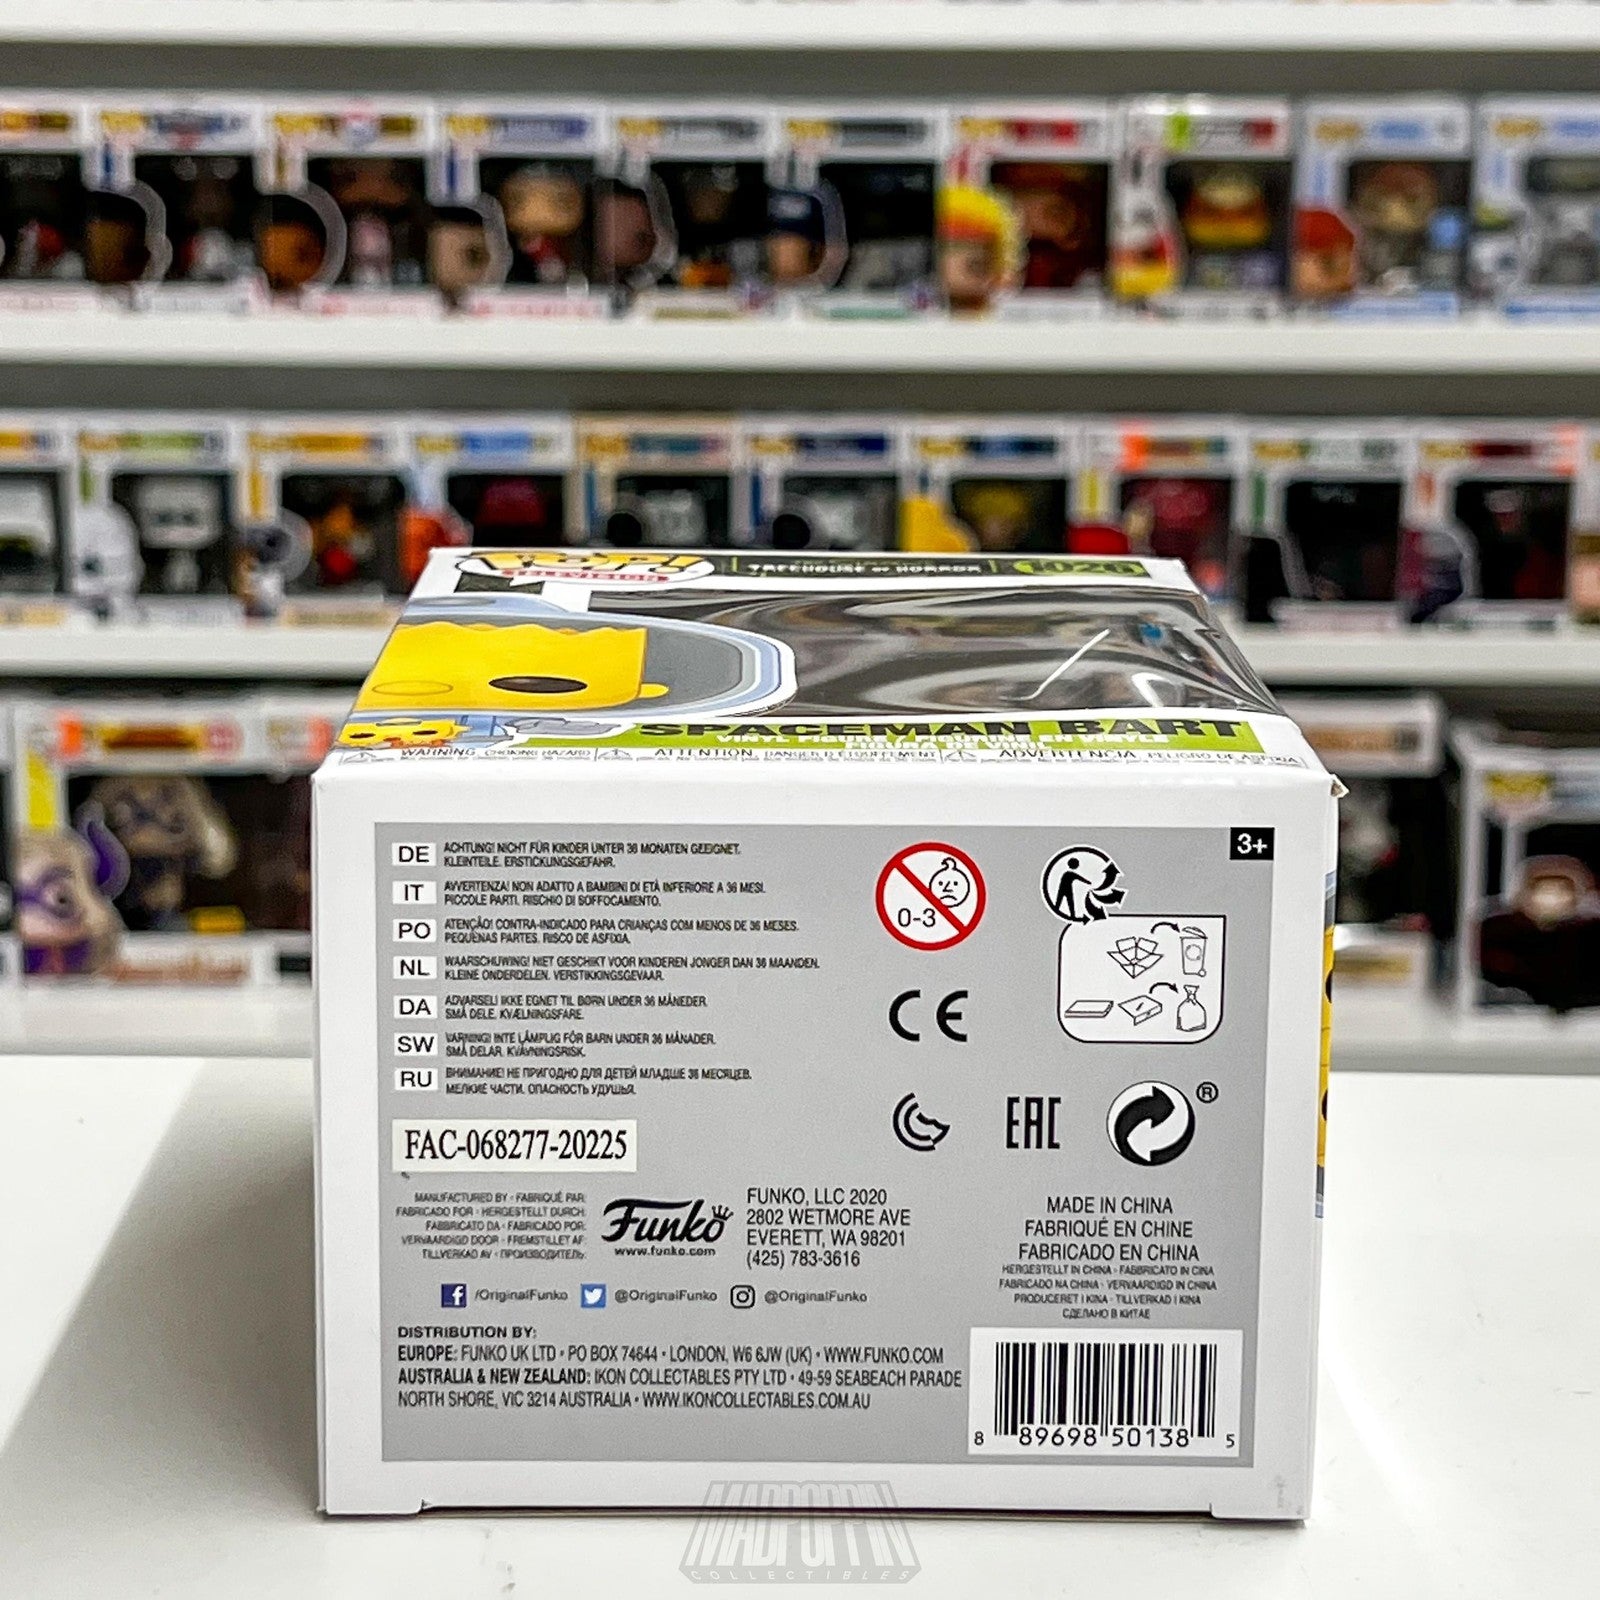 POP!
TELEVISION
TREEHOUSE OF HORROR
1026
SPACEMAN BART
VINYL FIGURE / FIGURINE EN VINYLE
FIGURA DE VINIL
WARNING CHOKING HAZARD ATTENTION DANGER D'ÉTOUFFEMENT ADVERTENCIA PELIGRO DE ASFIXIA
3+
DE ACHTUNG! NICHT FÜR KINDER UNTER 36 MONATEN GEEIGNET.
KLEINTEILE. ERSTICKUNGSGEFAHR.
IT AVVERTENZA! NON ADATTO A BAMBINI DI ETÀ INFERIORE A 36 MESI.
PICCOLE PARTI. RISCHIO DI SOFFOCAMENTO.
PO ATENÇÃO! CONTRA-INDICADO PARA CRIANÇAS COM MENOS DE 36 MESES.
PEQUENAS PARTES. RISCO DE ASFIXIA.
NL WAARSCHUWING! NIET GESCHIKT VOOR KINDEREN JONGER DAN 36 MAANDEN.
KLEINE ONDERDELEN. VERSTIKKINGSGEVAAR.
DA ADVARSEL! IKKE EGNET TIL BØRN UNDER 36 MÅNEDER.
SMÅ DELE. KVÆLNINGSFARE.
SW VARNING! INTE LÄMPLIG FÖR BARN UNDER 36 MÅNADER.
SMÅ DELAR. KVÄVNINGSRISK.
RU ВНИМАНИЕ! НЕ ПРИГОДНО ДЛЯ ДЕТЕЙ МЛАДШЕ 36 МЕСЯЦЕВ.
МЕЛКИЕ ЧАСТИ. ОПАСНОСТЬ УДУШЬЯ.
0-3
CE
EAC
®
FAC-068277-20225
MANUFACTURED BY · FABRIQUÉ PAR:
FABRICADO POR · HERGESTELLT DURCH:
FABBRICATO DA · FABRICADO POR:
VERVAARDIGD DOOR · FREMSTILLET AF:
TILLVERKAD AV · ПРОИЗВОДИТЕЛЬ:
Funko
www.funko.com
FUNKO, LLC 2020
2802 WETMORE AVE
EVERETT, WA 98201
(425) 783-3616
MADE IN CHINA
FABRIQUÉ EN CHINE
FABRICADO EN CHINA
HERGESTELLT IN CHINA · FABBRICATO IN CINA
FABRICADO NA CHINA · VERVAARDIGD IN CHINA
PRODUCERET I KINA · TILLVERKAD I KINA
СДЕЛАНО В КИТАЕ
/OriginalFunko @OriginalFunko @OriginalFunko
DISTRIBUTION BY:
EUROPE: FUNKO UK LTD • PO BOX 74644 • LONDON, W6 6JW (UK) • WWW.FUNKO.COM
AUSTRALIA & NEW ZEALAND: IKON COLLECTABLES PTY LTD • 49-59 SEABEACH PARADE
NORTH SHORE, VIC 3214 AUSTRALIA • WWW.IKONCOLLECTABLES.COM.AU
8 89698 50138 5
MADPOPPIN
COLLECTIBLES